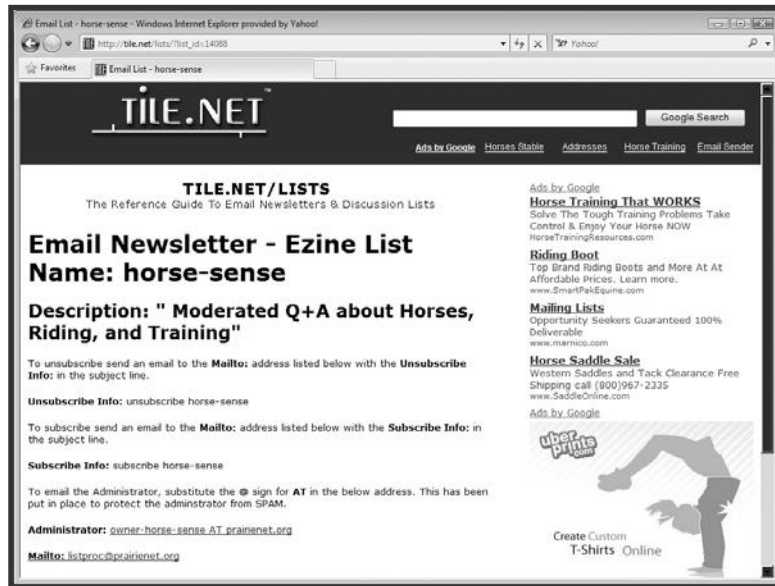 Email List - horse-sense - Windows Internet Explorer provided by Yahoo!
http://tile.net/lists/?list_id=14088
Yahoo!
Favorites
Email List - horse-sense
TILE.NET™
Google Search
Ads by Google Horses Stable Addresses Horse Training Email Sender
TILE.NET/LISTS
The Reference Guide To Email Newsletters & Discussion Lists
Email Newsletter - Ezine List
Name: horse-sense
Description: " Moderated Q+A about Horses,
Riding, and Training"
To unsubscribe send an email to the Mailto: address listed below with the Unsubscribe
Info: in the subject line.
Unsubscribe Info: unsubscribe horse-sense
To subscribe send an email to the Mailto: address listed below with the Subscribe Info: in
the subject line.
Subscribe Info: subscribe horse-sense
To email the Administrator, substitute the @ sign for AT in the below address. This has been
put in place to protect the adminstrator from SPAM.
Administrator: owner-horse-sense AT prairienet.org
Mailto: listproc@prairienet.org
Ads by Google
Horse Training That WORKS
Solve The Tough Training Problems Take
Control & Enjoy Your Horse NOW
HorseTrainingResources.com
Riding Boot
Top Brand Riding Boots and More At At
Affordable Prices. Learn more.
www.SmartPakEquine.com
Mailing Lists
Opportunity Seekers Guaranteed 100%
Deliverable
www.marnico.com
Horse Saddle Sale
Western Saddles and Tack Clearance Free
Shipping call (800)967-2335
www.SaddleOnline.com
Ads by Google
uber
prints
.com
Create Custom
T-Shirts Online